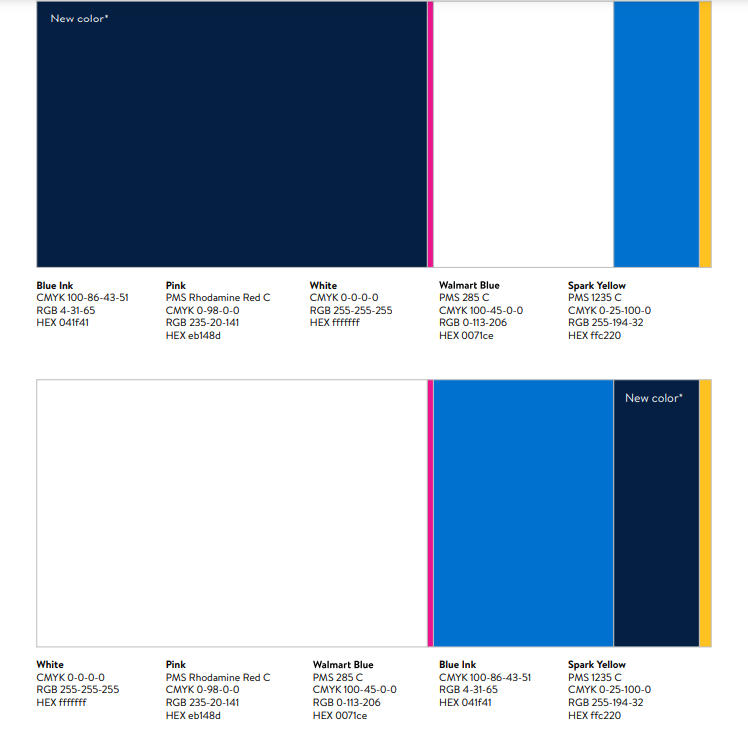 New color*
Blue Ink
CMYK 100-86-43-51
RGB 4-31-65
HEX 041f41
Pink
PMS Rhodamine Red C
CMYK 0-98-0-0
RGB 235-20-141
HEX eb148d
White
CMYK 0-0-0-0
RGB 255-255-255
HEX fffffff
Walmart Blue
PMS 285 C
CMYK 100-45-0-0
RGB 0-113-206
HEX 0071ce
Spark Yellow
PMS 1235 C
CMYK 0-25-100-0
RGB 255-194-32
HEX ffc220
New color*
White
CMYK 0-0-0-0
RGB 255-255-255
HEX fffffff
Pink
PMS Rhodamine Red C
CMYK 0-98-0-0
RGB 235-20-141
HEX eb148d
Walmart Blue
PMS 285 C
CMYK 100-45-0-0
RGB 0-113-206
HEX 0071ce
Blue Ink
CMYK 100-86-43-51
RGB 4-31-65
HEX 041f41
Spark Yellow
PMS 1235 C
CMYK 0-25-100-0
RGB 255-194-32
HEX ffc220